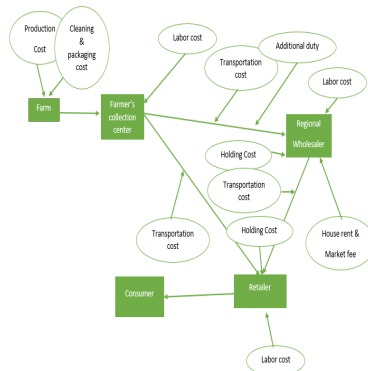 Production
Cost
Cleaning
&
packaging
cost
Labor cost
Additional duty
Transportation
cost
Labor cost
Farm
Farmer's
collection
center
Regional
Wholesaler
Holding Cost
Transportation
cost
Transportation
cost
Holding Cost
House rent &
Market fee
Consumer
Retailer
Labor cost